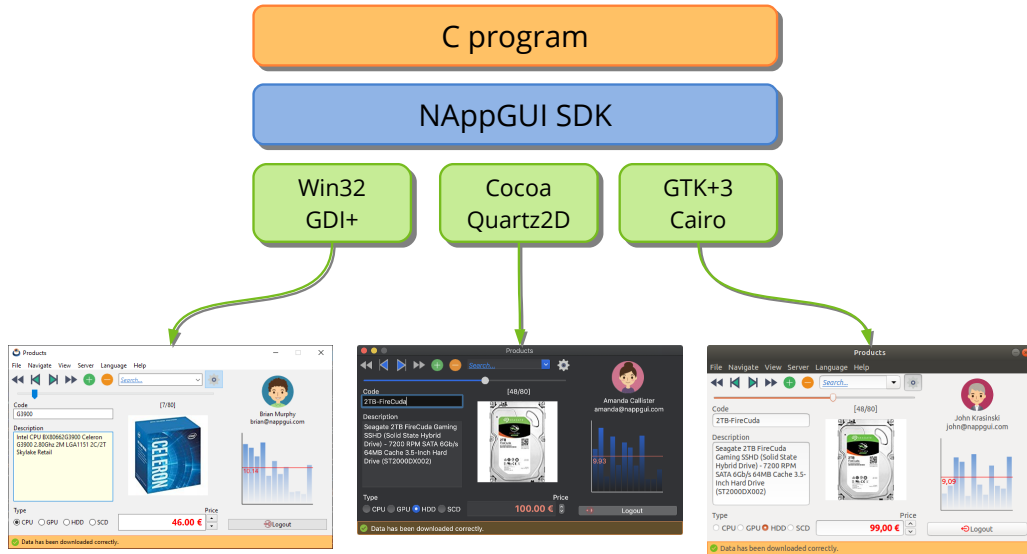 C program
NAppGUI SDK
Win32
GDI+
Cocoa
Quartz2D
GTK+3
Cairo
Products
File Navigate View Server Language Help
Search...
[7/80]
Code
G3900
Description
Intel CPU BX80662G3900 Celeron
G3900 2.80Ghz 2M LGA1151 2C/2T
Skylake Retail
CELERON
Brian Murphy
brian@nappgui.com
10.14
Type
CPU GPU HDD SCD
Price
46.00 €
Logout
Data has been downloaded correctly.
Products
Search...
[48/80]
Code
2TB-FireCuda
Description
Seagate 2TB FireCuda Gaming
SSHD (Solid State Hybrid
Drive) - 7200 RPM SATA 6Gb/s
64MB Cache 3.5-Inch Hard
Drive (ST2000DX002)
Amanda Callister
amanda@nappgui.com
9.93
Type
CPU GPU HDD SCD
Price
100.00 €
Logout
Data has been downloaded correctly.
Products
File Navigate View Server Language Help
Search...
[48/80]
Code
2TB-FireCuda
Description
Seagate 2TB FireCuda
Gaming SSHD (Solid State
Hybrid Drive) - 7200 RPM
SATA 6Gb/s 64MB Cache 3.5-
Inch Hard Drive
(ST2000DX002)
John Krasinski
john@nappgui.com
9,09
Type
CPU GPU HDD SCD
Price
99,00 €
Logout
Data has been downloaded correctly.